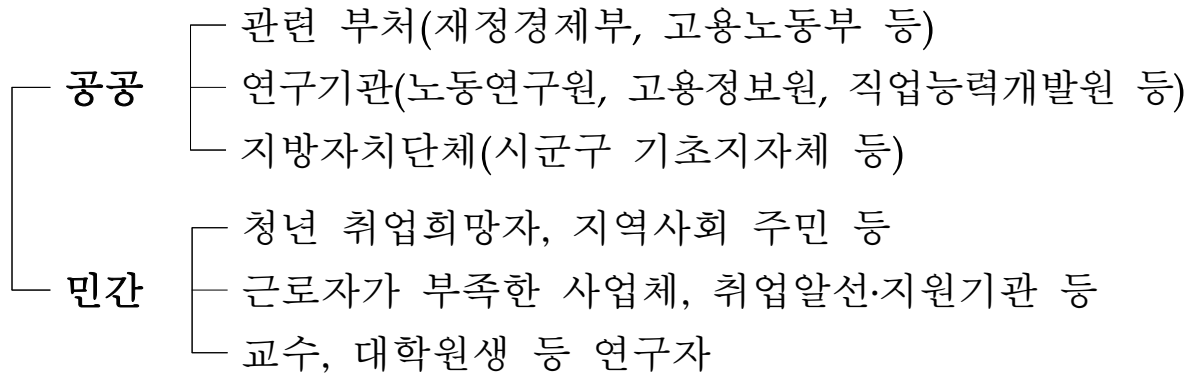 공공
관련 부처(재정경제부, 고용노동부 등)
연구기관(노동연구원, 고용정보원, 직업능력개발원 등)
지방자치단체(시군구 기초지자체 등)
민간
청년 취업희망자, 지역사회 주민 등
근로자가 부족한 사업체, 취업알선·지원기관 등
교수, 대학원생 등 연구자